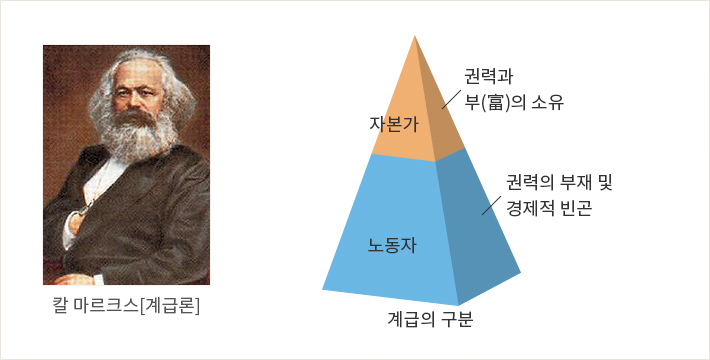 권력과
부(富)의 소유
자본가
권력의 부재 및
경제적 빈곤
노동자
칼 마르크스[계급론]
계급의 구분